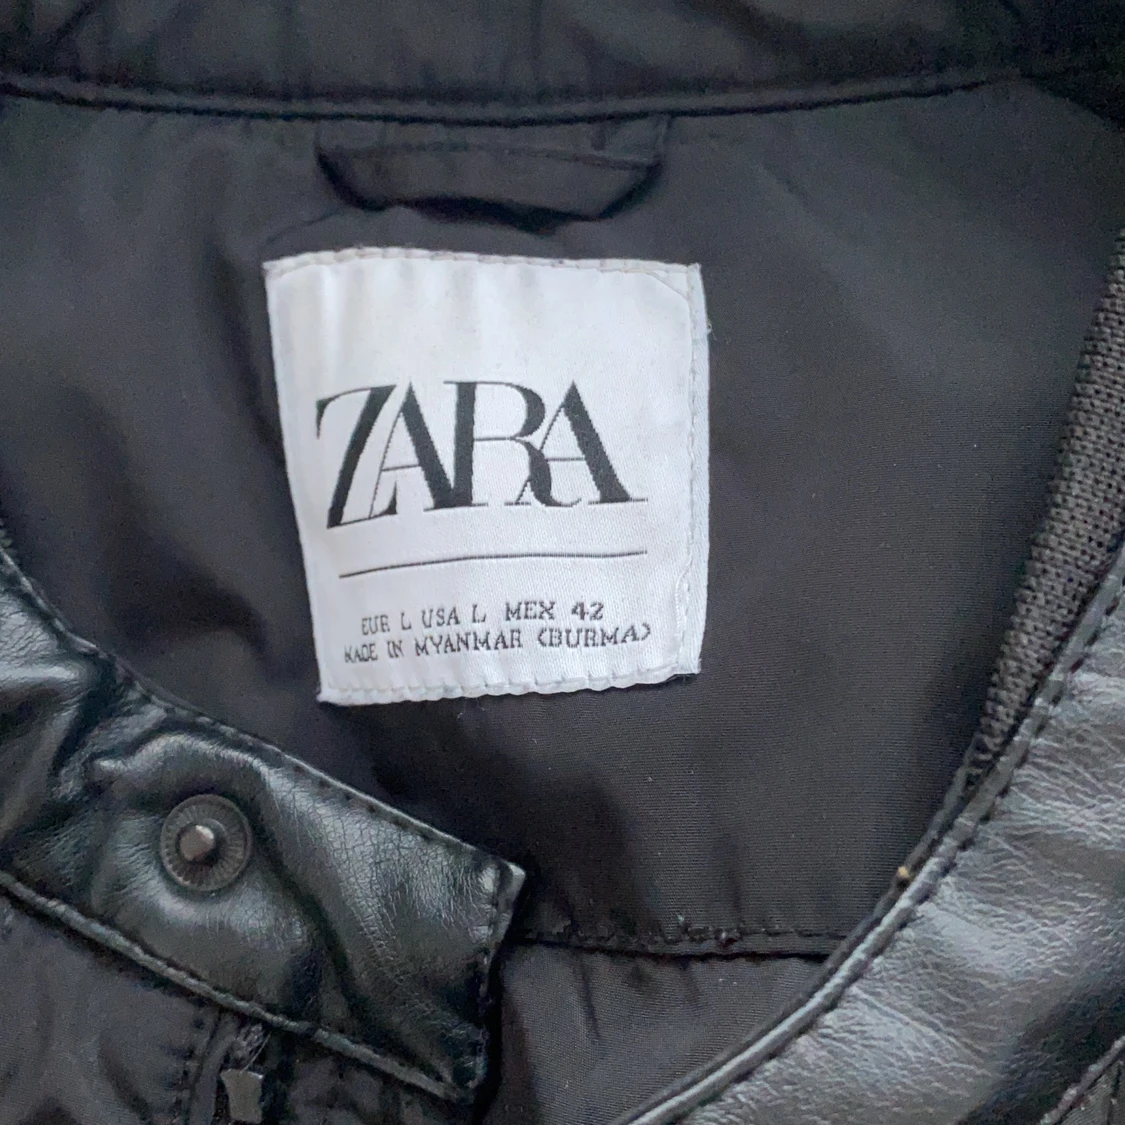 ZARA
EUR L USA L MEX 42
MADE IN MYANMAR (BURMA)